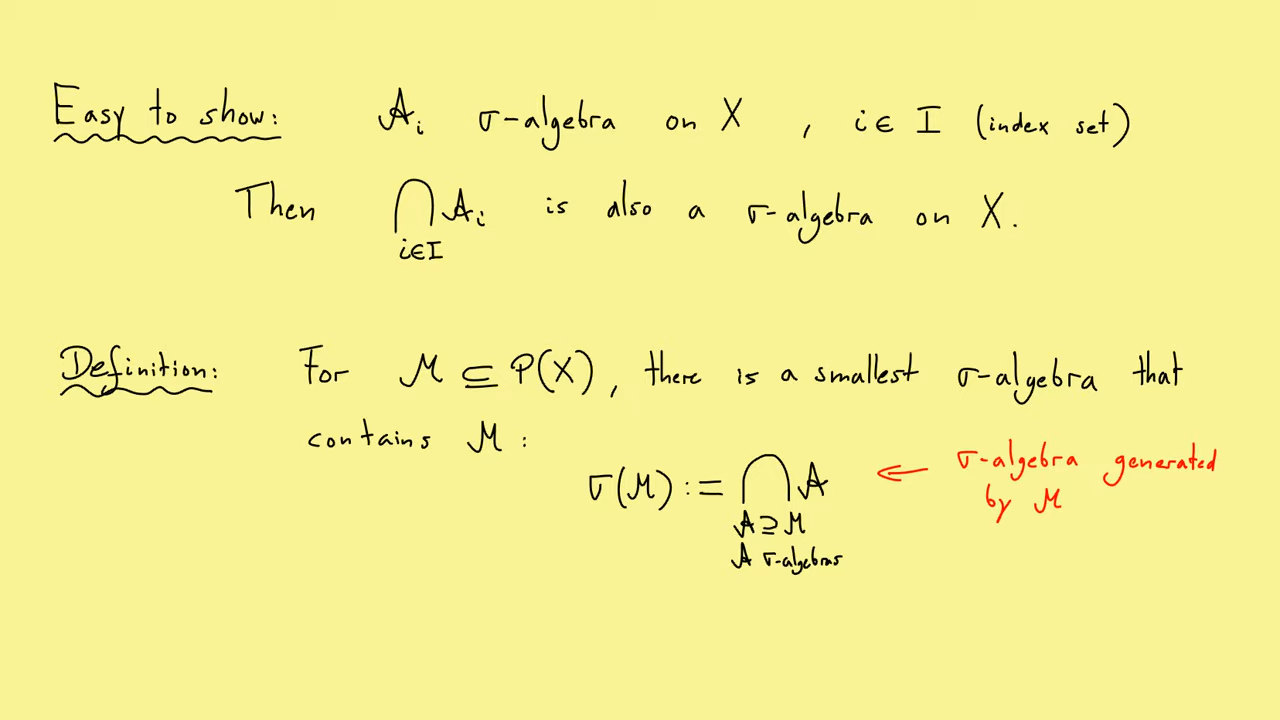 Easy to show: 𝒜ᵢ σ-algebra on X , i ∈ I (index set)
Then ⋂_{i∈I} 𝒜ᵢ is also a σ-algebra on X.
Definition: For ℳ ⊆ P(X), there is a smallest σ-algebra that
contains ℳ :
σ(ℳ) := ⋂_{𝒜 ⊇ ℳ, 𝒜 σ-algebras} 𝒜 ⟵ σ-algebra generated
by ℳ